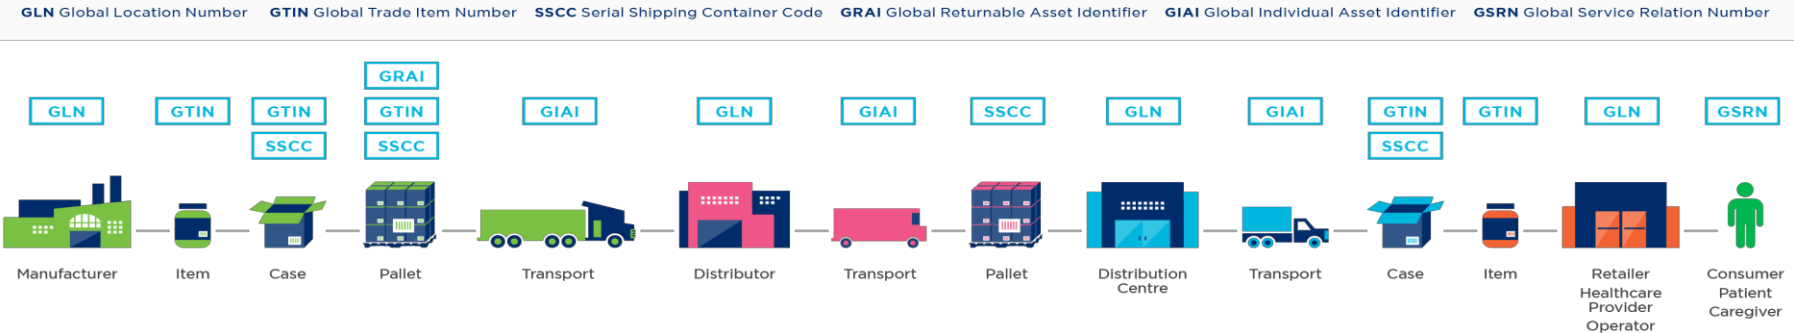 GLN Global Location Number GTIN Global Trade Item Number SSCC Serial Shipping Container Code GRAI Global Returnable Asset Identifier GIAI Global Individual Asset Identifier GSRN Global Service Relation Number
GRAI
GLN GTIN GTIN GTIN GIAI GLN GIAI SSCC GLN GIAI GTIN GTIN GLN GSRN
SSCC SSCC SSCC
Manufacturer Item Case Pallet Transport Distributor Transport Pallet Distribution Transport Case Item Retailer Consumer
Centre Healthcare Patient
Provider Caregiver
Operator